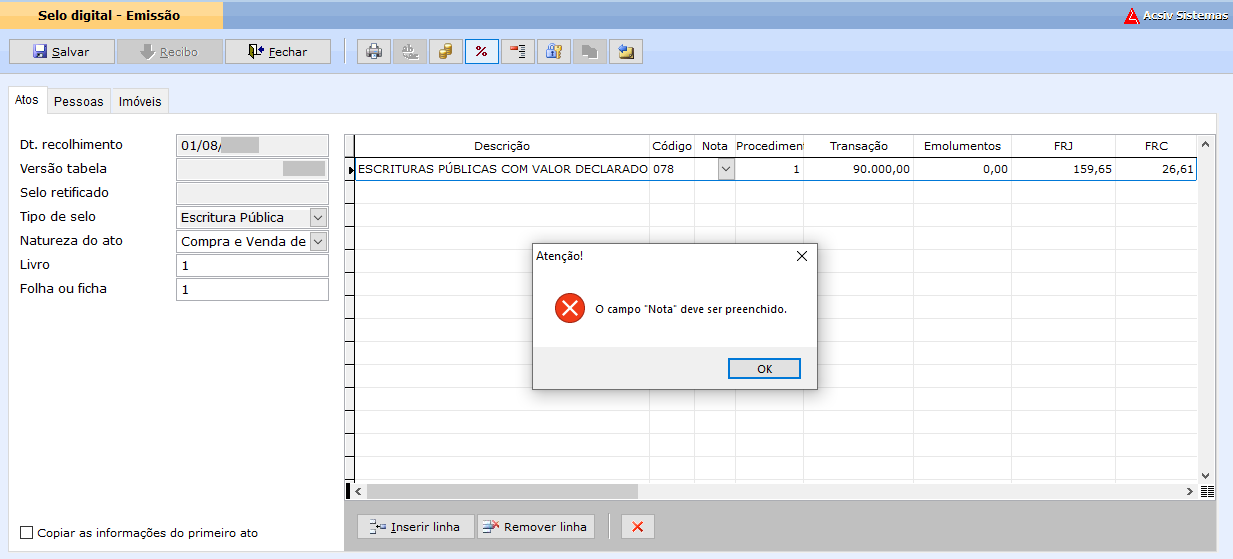 Selo digital - Emissão
Acsiv Sistemas
Salvar
Recibo
Fechar
%
Atos
Pessoas
Imóveis
Dt. recolhimento 01/08/
Versão tabela
Selo retificado
Tipo de selo Escritura Pública
Natureza do ato Compra e Venda de
Livro 1
Folha ou ficha 1
Descrição Código Nota Procediment Transação Emolumentos FRJ FRC
ESCRITURAS PÚBLICAS COM VALOR DECLARADO 078 1 90.000,00 0,00 159,65 26,61
Atenção!
O campo "Nota" deve ser preenchido.
OK
Inserir linha
Remover linha
Copiar as informações do primeiro ato